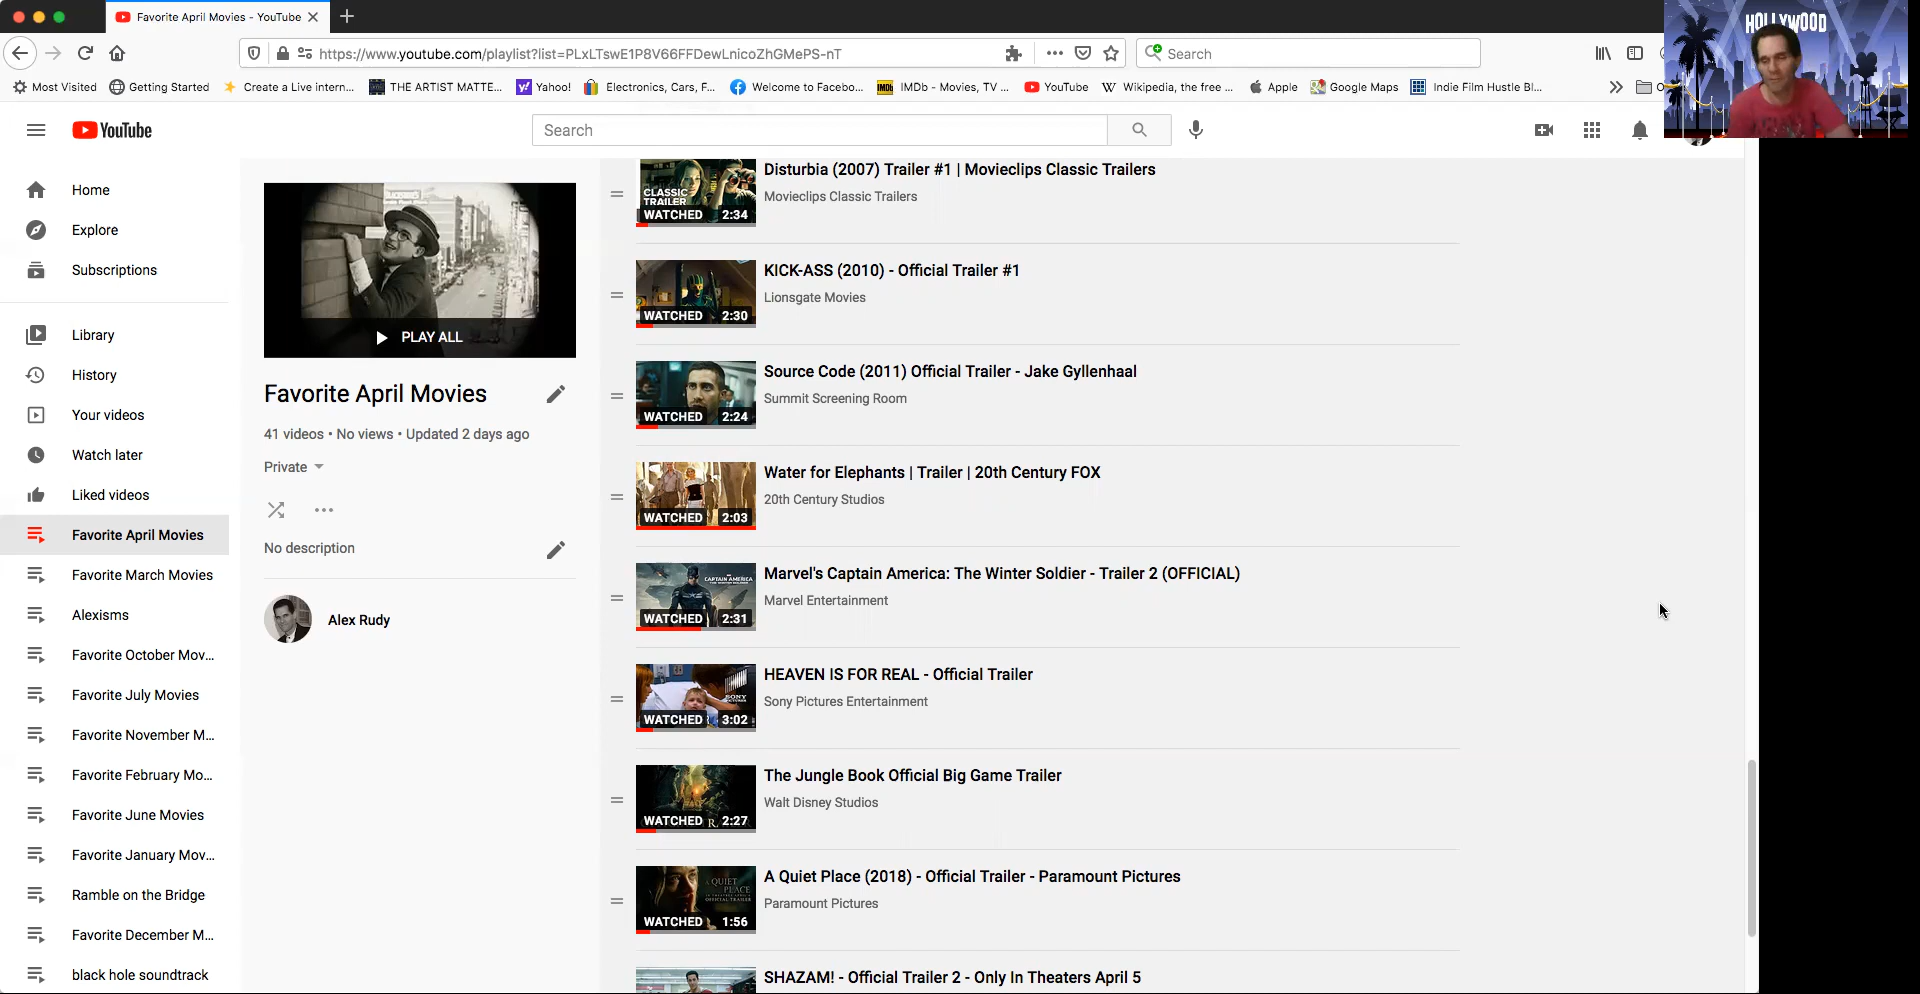 Favorite April Movies - YouTube
https://www.youtube.com/playlist?list=PLxLTswE1P8V66FFDewLnicoZhGMePS-nT
Search
Most Visited
Getting Started
Create a Live intern...
THE ARTIST MATTE...
Yahoo!
Electronics, Cars, F...
Welcome to Facebo...
IMDb - Movies, TV ...
YouTube
Wikipedia, the free ...
Apple
Google Maps
Indie Film Hustle Bl...
HOLLYWOOD
YouTube
Search
Home
Explore
Subscriptions
Library
History
Your videos
Watch later
Liked videos
Favorite April Movies
Favorite March Movies
Alexisms
Favorite October Mov...
Favorite July Movies
Favorite November M...
Favorite February Mo...
Favorite June Movies
Favorite January Mov...
Ramble on the Bridge
Favorite December M...
black hole soundtrack
PLAY ALL
Favorite April Movies
41 videos • No views • Updated 2 days ago
Private
No description
Alex Rudy
CLASSIC
TRAILER
WATCHED 2:34
Disturbia (2007) Trailer #1 | Movieclips Classic Trailers
Movieclips Classic Trailers
WATCHED 2:30
KICK-ASS (2010) - Official Trailer #1
Lionsgate Movies
WATCHED 2:24
Source Code (2011) Official Trailer - Jake Gyllenhaal
Summit Screening Room
WATCHED 2:03
Water for Elephants | Trailer | 20th Century FOX
20th Century Studios
CAPTAIN AMERICA
WATCHED 2:31
Marvel's Captain America: The Winter Soldier - Trailer 2 (OFFICIAL)
Marvel Entertainment
SONY
WATCHED 3:02
HEAVEN IS FOR REAL - Official Trailer
Sony Pictures Entertainment
WATCHED 2:27
The Jungle Book Official Big Game Trailer
Walt Disney Studios
A QUIET
PLACE
WATCHED 1:56
A Quiet Place (2018) - Official Trailer - Paramount Pictures
Paramount Pictures
SHAZAM! - Official Trailer 2 - Only In Theaters April 5